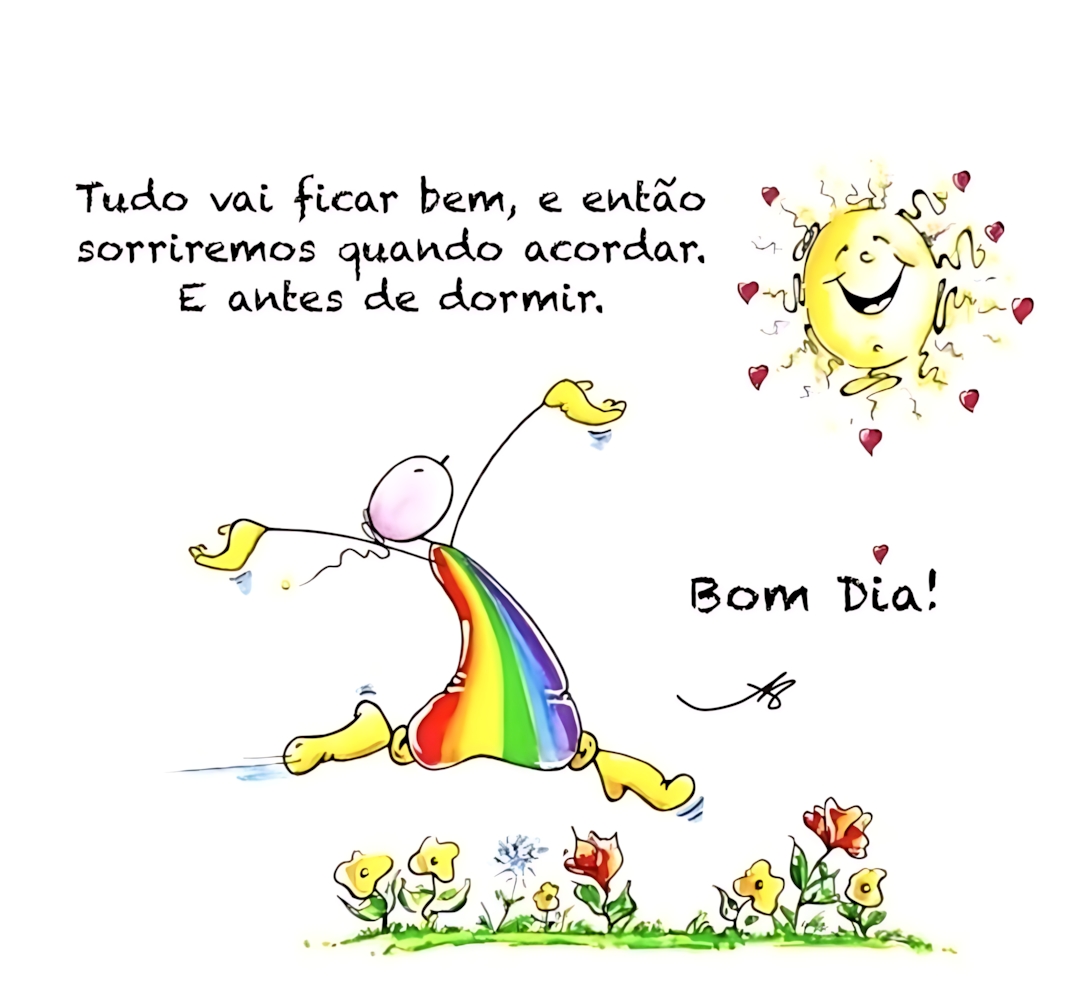 Tudo vai ficar bem, e então
sorriremos quando acordar.
E antes de dormir.
Bom Dia!